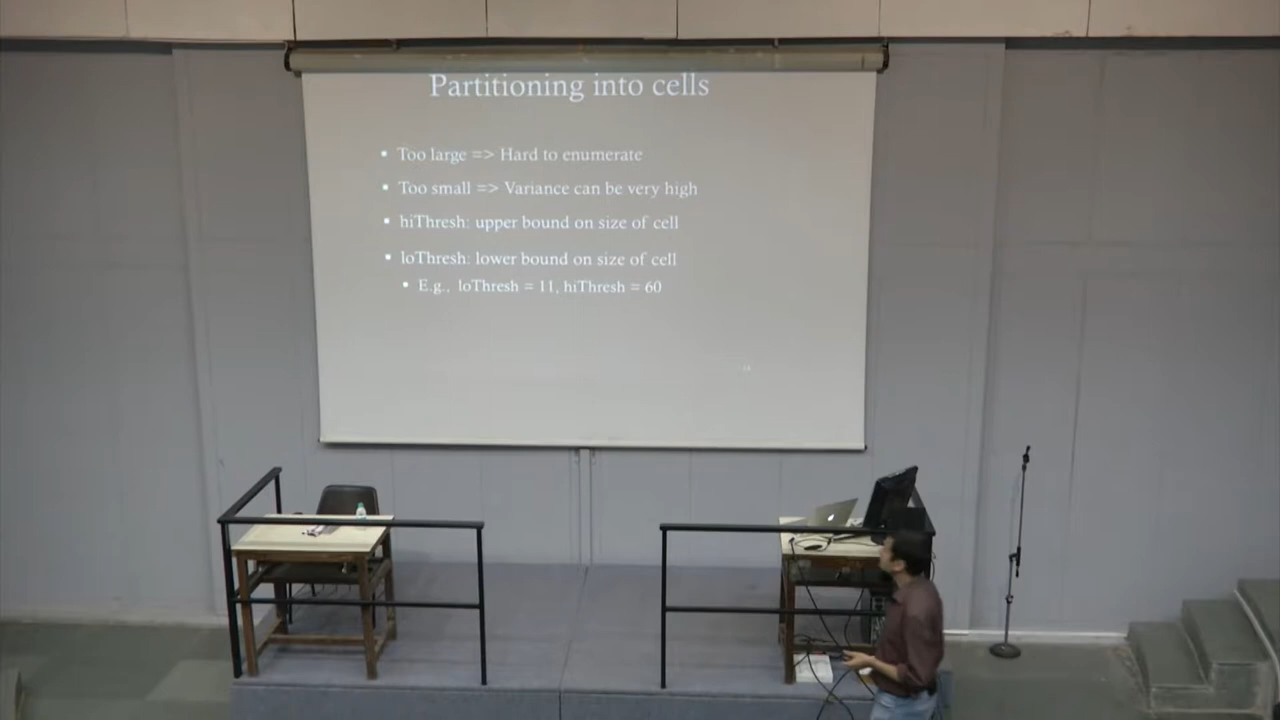 Partitioning into cells
• Too large => Hard to enumerate
• Too small => Variance can be very high
• hiThresh: upper bound on size of cell
• loThresh: lower bound on size of cell
• E.g., loThresh = 11, hiThresh = 60